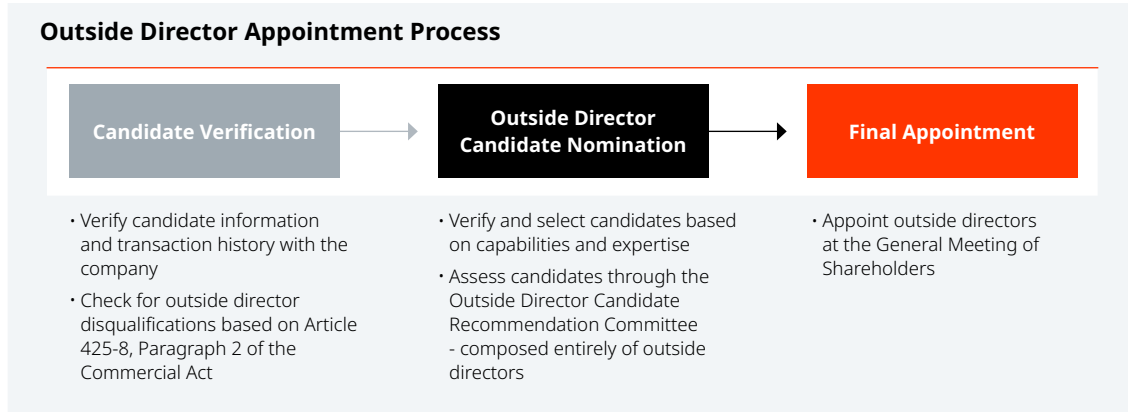 Outside Director Appointment Process
Candidate Verification
Outside Director
Candidate Nomination
Final Appointment
• Verify candidate information
and transaction history with the
company
• Check for outside director
disqualifications based on Article
425-8, Paragraph 2 of the
Commercial Act
• Verify and select candidates based
on capabilities and expertise
• Assess candidates through the
Outside Director Candidate
Recommendation Committee
- composed entirely of outside
directors
• Appoint outside directors
at the General Meeting of
Shareholders